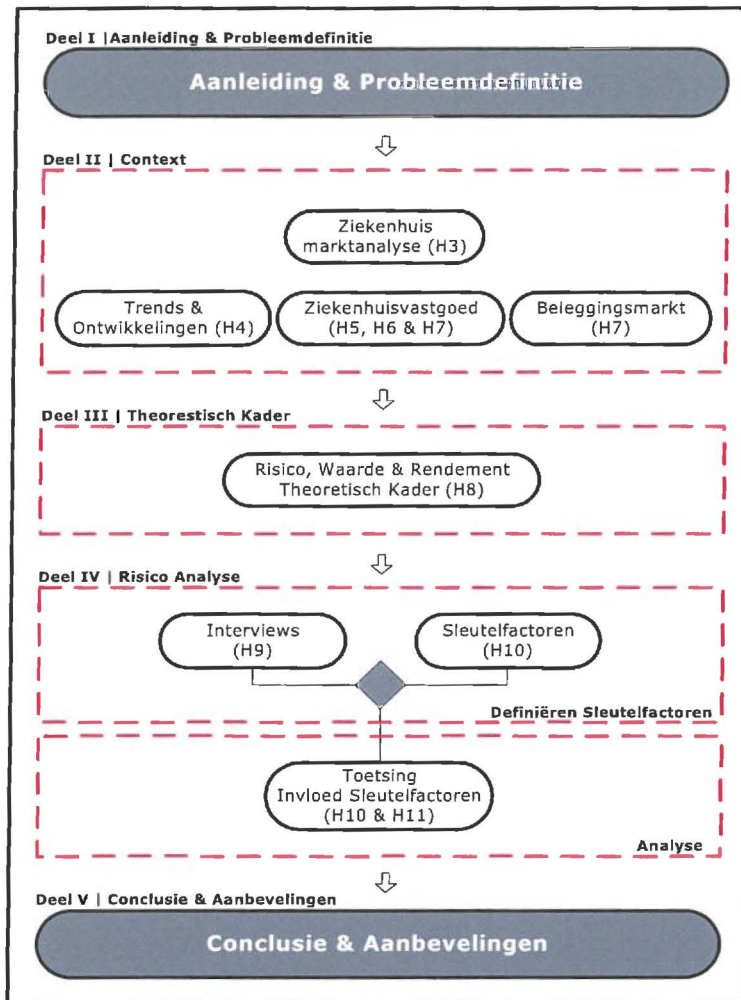 Deel I |Aanleiding & Probleemdefinitie
Aanleiding & Probleemdefinitie
Deel II | Context
Ziekenhuis
marktanalyse (H3)
Trends &
Ontwikkelingen (H4)
Ziekenhuisvastgoed
(H5, H6 & H7)
Beleggingsmarkt
(H7)
Deel III | Theorestisch Kader
Risico, Waarde & Rendement
Theoretisch Kader (H8)
Deel IV | Risico Analyse
Interviews
(H9)
Sleutelfactoren
(H10)
Definiëren Sleutelfactoren
Toetsing
Invloed Sleutelfactoren
(H10 & H11)
Analyse
Deel V | Conclusie & Aanbevelingen
Conclusie & Aanbevelingen